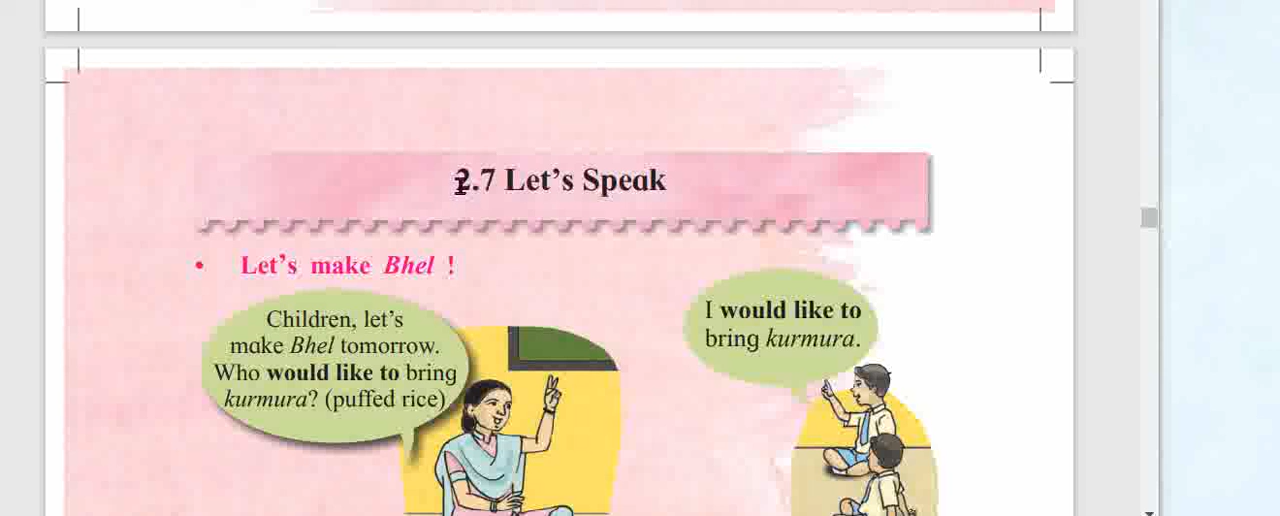 2.7 Let's Speak
• Let's make Bhel !
Children, let's
make Bhel tomorrow.
Who would like to bring
kurmura? (puffed rice)
I would like to
bring kurmura.